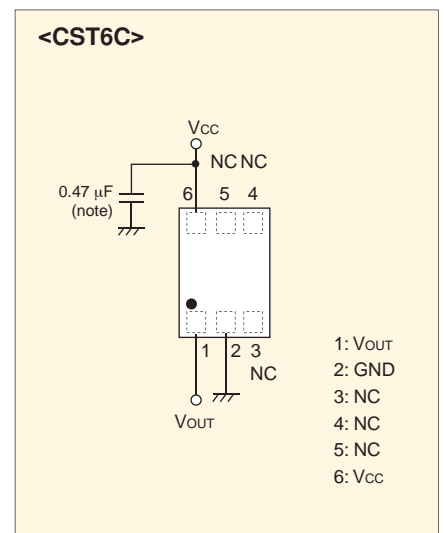 <CST6C>
VCC
NC NC
0.47 µF
(note)
6 5 4
1 2 3
NC
VOUT
1: VOUT
2: GND
3: NC
4: NC
5: NC
6: VCC